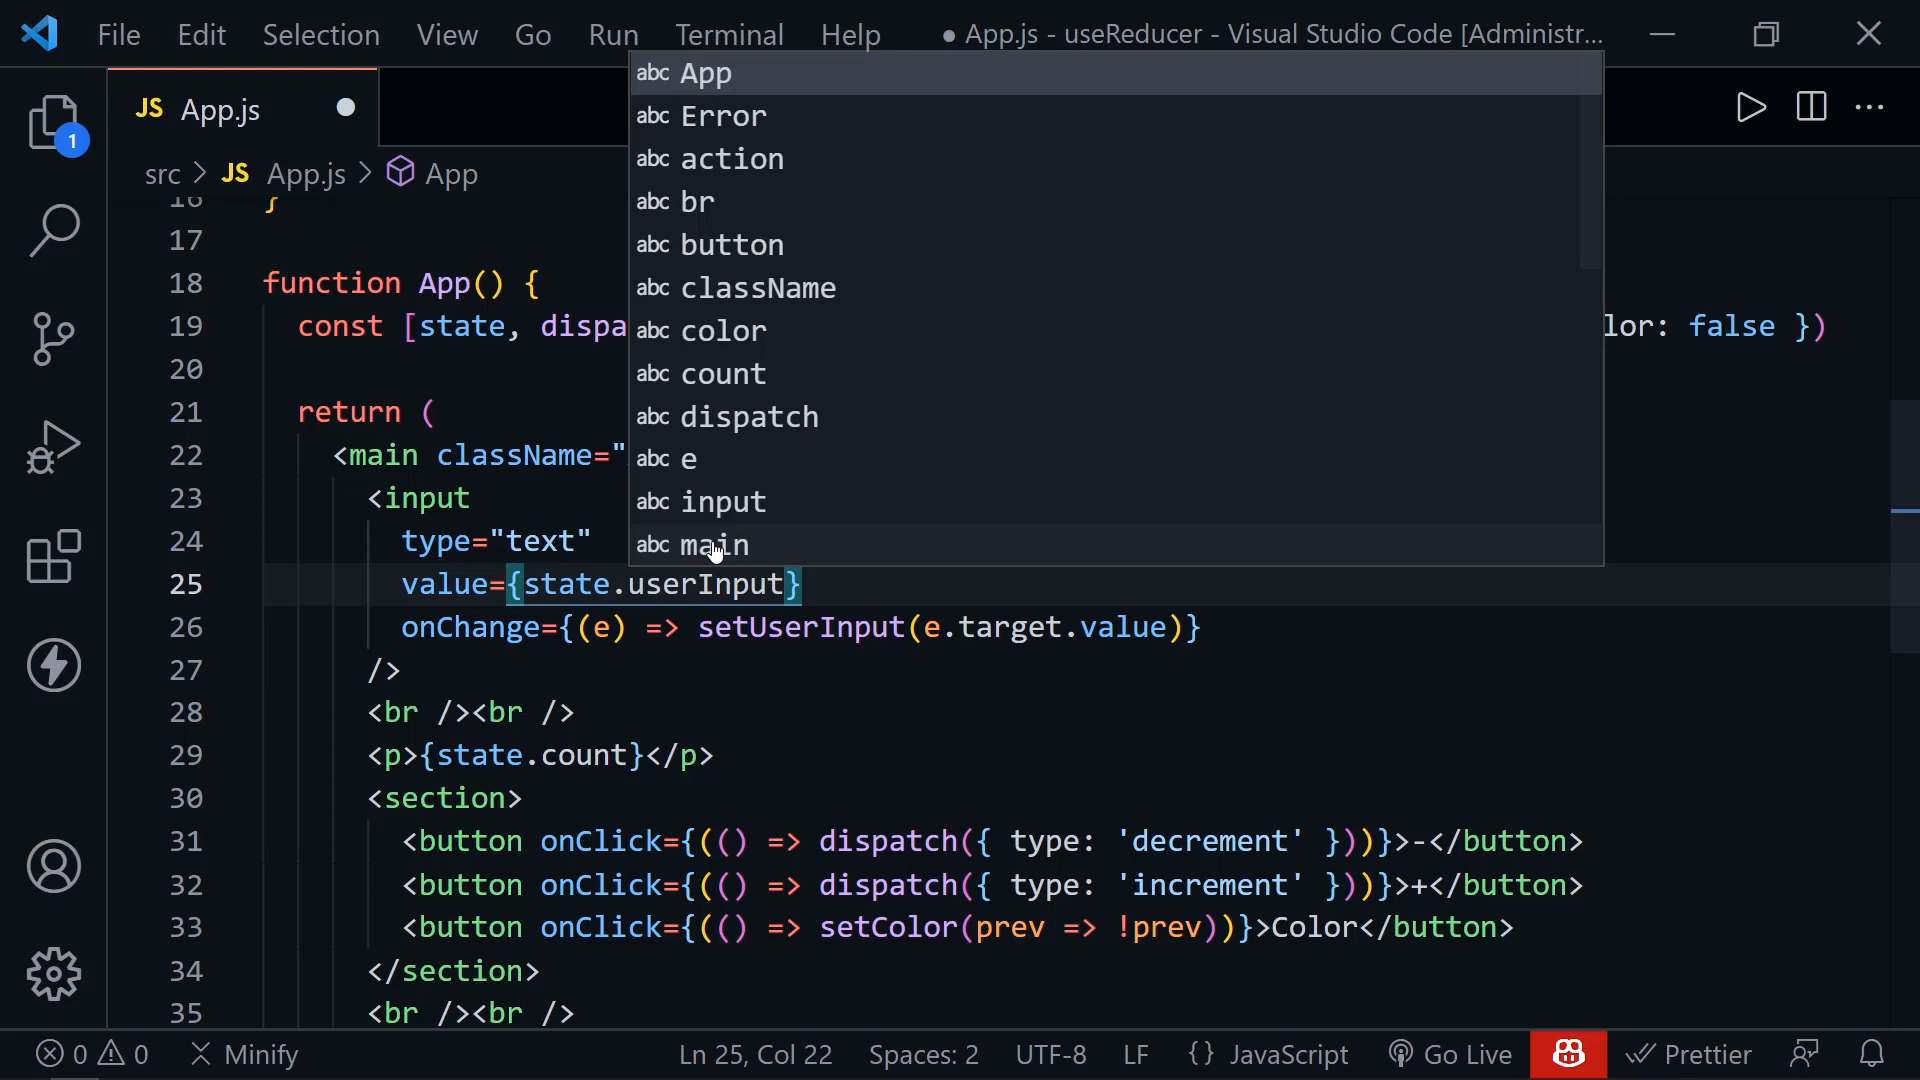 File Edit Selection View Go Run Terminal Help ● App.js - useReducer - Visual Studio Code [Administr...
JS App.js ●
1
src > JS App.js > App
abc App
abc Error
abc action
abc br
abc button
abc className
abc color
abc count
abc dispatch
abc e
abc input
abc main
16 }
17
18 function App() {
19 const [state, dispa lor: false })
20
21 return (
22 <main className="
23 <input
24 type="text"
25 value={state.userInput}
26 onChange={(e) => setUserInput(e.target.value)}
27 />
28 <br /><br />
29 <p>{state.count}</p>
30 <section>
31 <button onClick={(() => dispatch({ type: 'decrement' }))}>-</button>
32 <button onClick={(() => dispatch({ type: 'increment' }))}>+</button>
33 <button onClick={(() => setColor(prev => !prev))}>Color</button>
34 </section>
35 <br /><br />
0 0 Minify Ln 25, Col 22 Spaces: 2 UTF-8 LF {} JavaScript Go Live Prettier